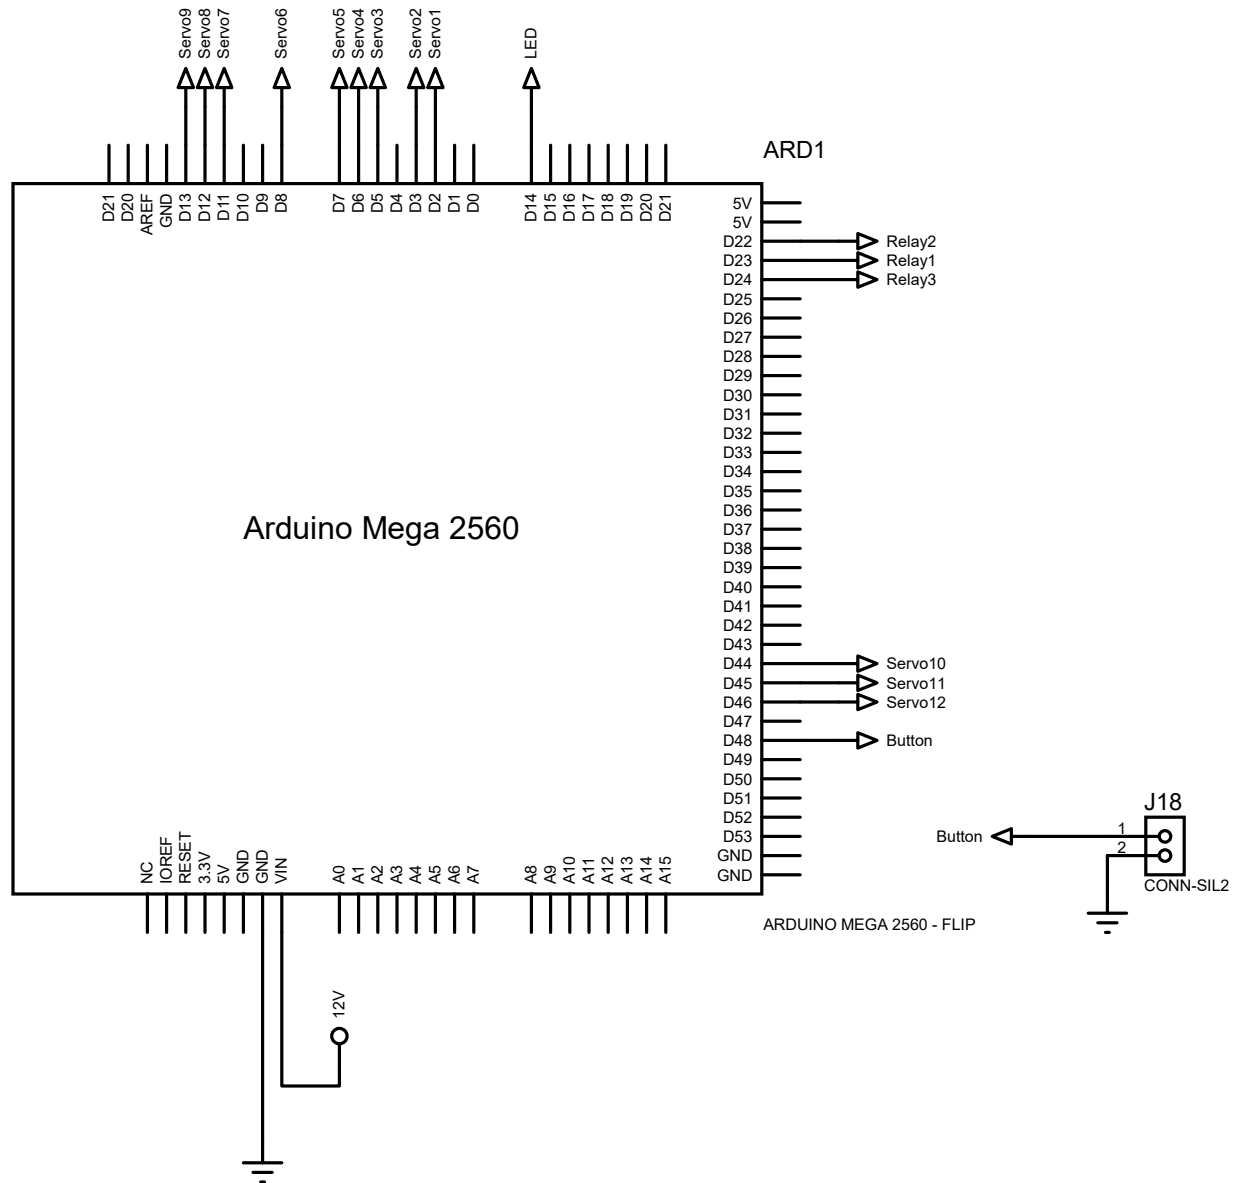 Servo9
Servo8
Servo7
Servo6
Servo5
Servo4
Servo3
Servo2
Servo1
LED
ARD1
D21
D20
AREF
GND
D13
D12
D11
D10
D9
D8
D7
D6
D5
D4
D3
D2
D1
D0
D14
D15
D16
D17
D18
D19
D20
D21
5V
5V
D22 Relay2
D23 Relay1
D24 Relay3
D25
D26
D27
D28
D29
D30
D31
D32
D33
D34
D35
D36
D37
D38
D39
D40
D41
D42
D43
D44 Servo10
D45 Servo11
D46 Servo12
D47
D48 Button
D49
D50
D51
D52
D53
GND
GND
Arduino Mega 2560
NC
IOREF
RESET
3.3V
5V
GND
GND
VIN
A0
A1
A2
A3
A4
A5
A6
A7
A8
A9
A10
A11
A12
A13
A14
A15
ARDUINO MEGA 2560 - FLIP
12V
J18
Button 1
2
CONN-SIL2